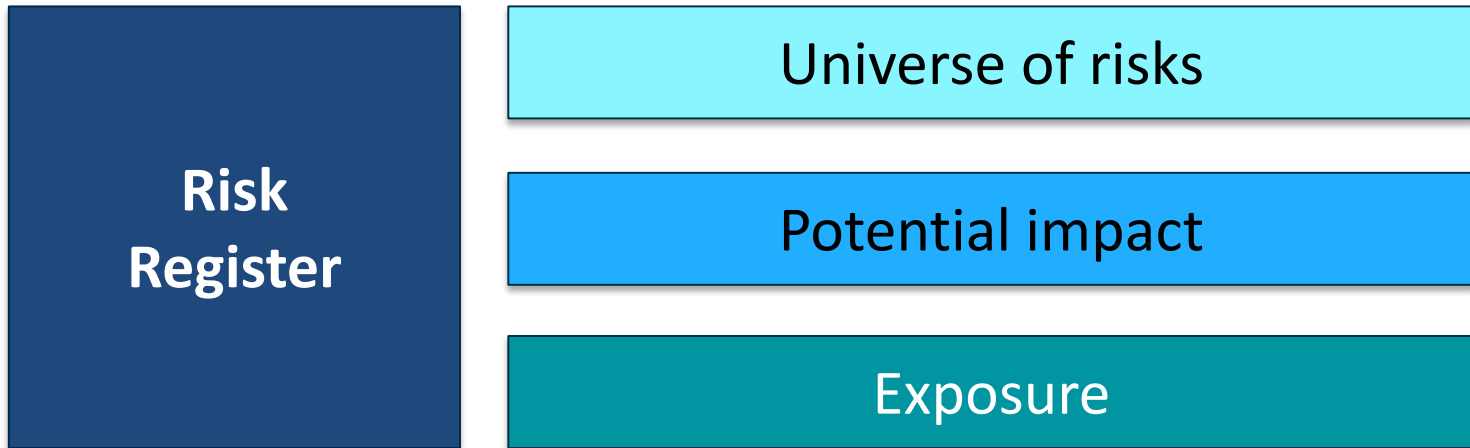 Risk
Register
Universe of risks
Potential impact
Exposure